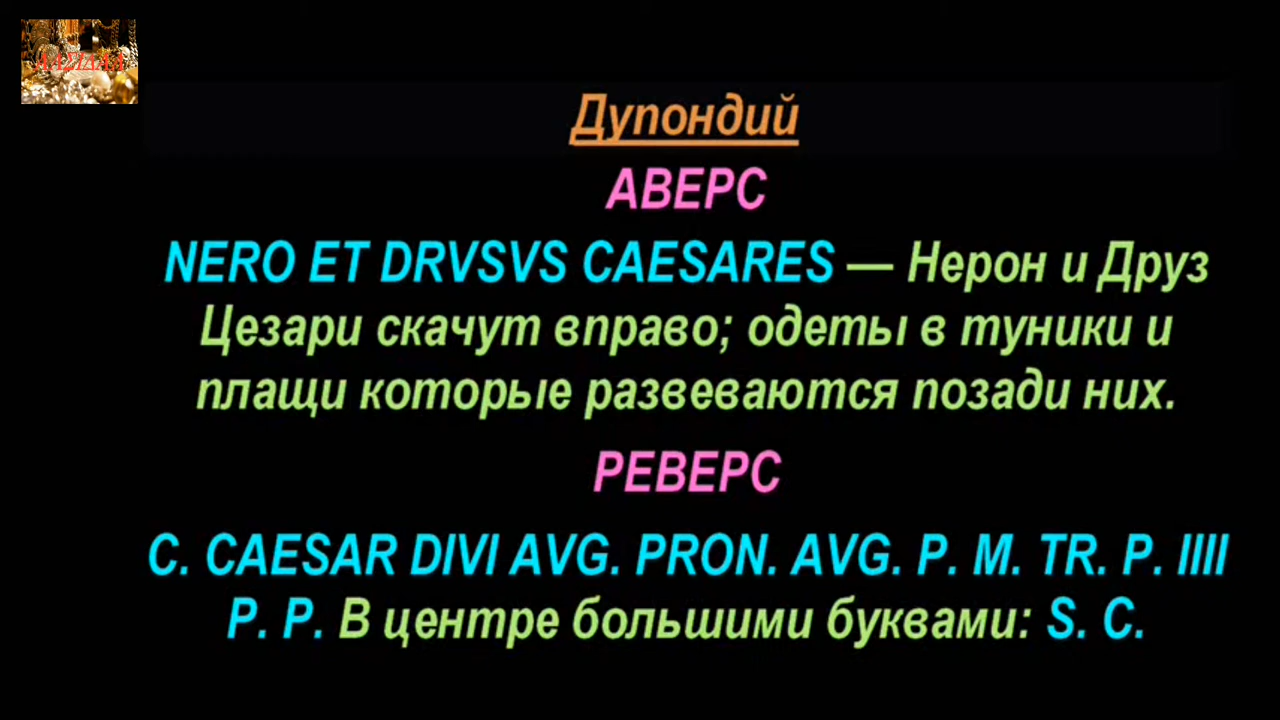 Дупондий
АВЕРС
NERO ET DRVSVS CAESARES — Нерон и Друз
Цезари скачут вправо; одеты в туники и
плащи которые развеваются позади них.
РЕВЕРС
C. CAESAR DIVI AVG. PRON. AVG. P. M. TR. P. IIII
P. P. В центре большими буквами: S. C.